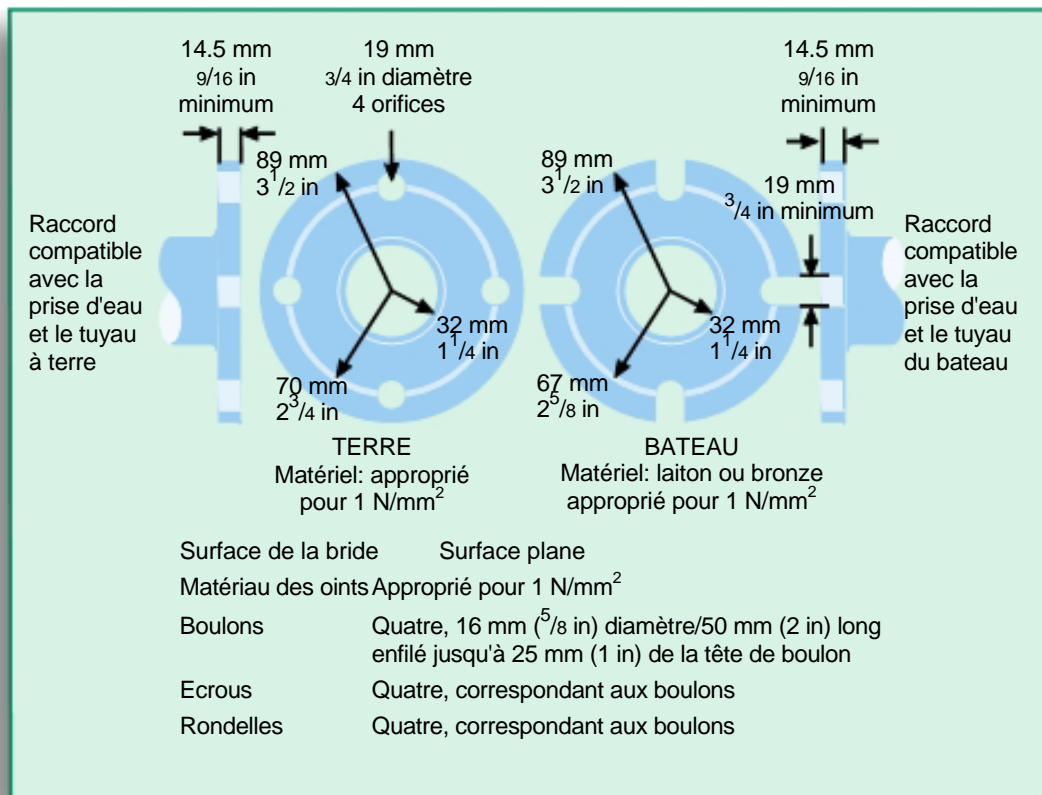 14.5 mm
9/16 in
minimum
19 mm
3/4 in diamètre
4 orifices
14.5 mm
9/16 in
minimum
89 mm
3 1/2 in
89 mm
3 1/2 in
19 mm
3/4 in minimum
Raccord
compatible
avec la
prise d'eau
et le tuyau
à terre
32 mm
1 1/4 in
70 mm
2 3/4 in
32 mm
1 1/4 in
67 mm
2 5/8 in
Raccord
compatible
avec la
prise d'eau
et le tuyau
du bateau
TERRE
Matériel: approprié
pour 1 N/mm²
BATEAU
Matériel: laiton ou bronze
approprié pour 1 N/mm²
Surface de la bride Surface plane
Matériau des oints Approprié pour 1 N/mm²
Boulons Quatre, 16 mm (5/8 in) diamètre/50 mm (2 in) long
enfilé jusqu'à 25 mm (1 in) de la tête de boulon
Ecrous Quatre, correspondant aux boulons
Rondelles Quatre, correspondant aux boulons